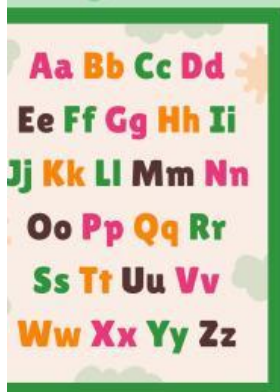 Aa Bb Cc Dd
Ee Ff Gg Hh Ii
Jj Kk Ll Mm Nn
Oo Pp Qq Rr
Ss Tt Uu Vv
Ww Xx Yy Zz